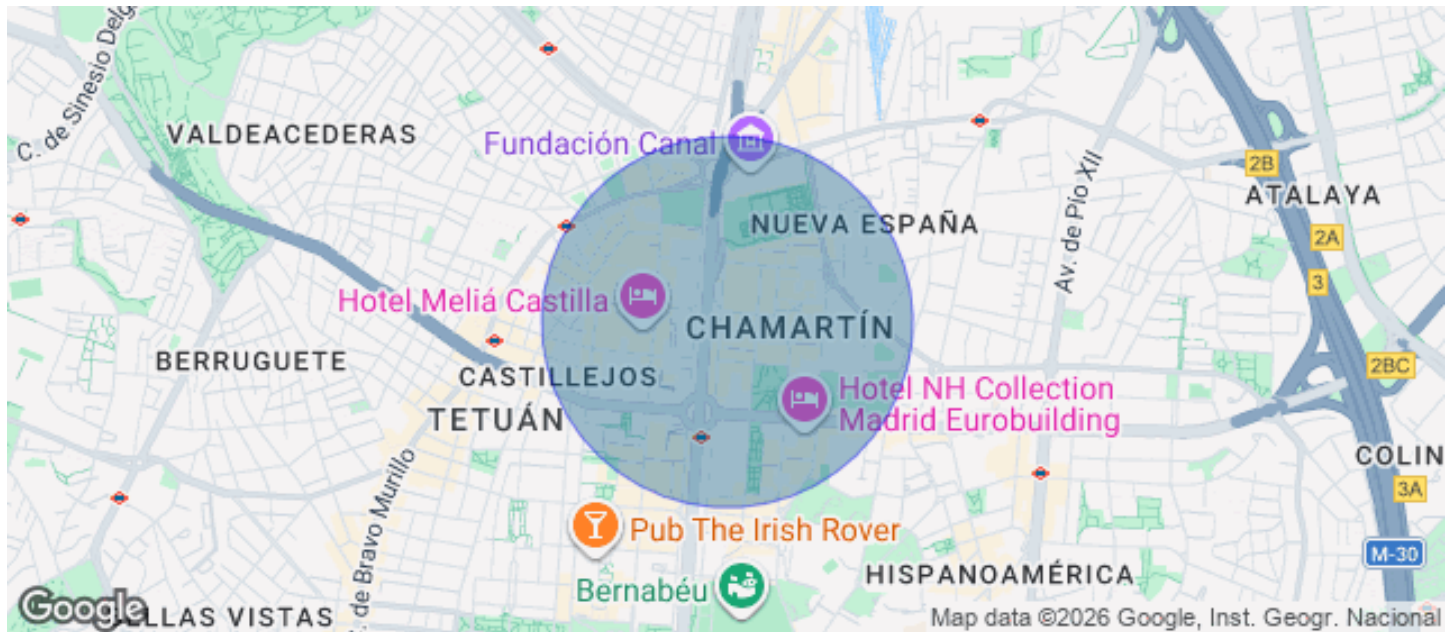 C. de Sinesio Delg
VALDEACEDERAS
Fundación Canal
2B
ATALAYA
Av. de Pío XII
NUEVA ESPAÑA
2A
3
Hotel Meliá Castilla
CHAMARTÍN
BERRUGUETE
CASTILLEJOS
2BC
Hotel NH Collection
Madrid Eurobuilding
TETUÁN
COLIN
3A
. de Bravo Murillo
Pub The Irish Rover
M-30
Bernabéu
HISPANOAMÉRICA
Google
ELLAS VISTAS
Map data ©2026 Google, Inst. Geogr. Nacional